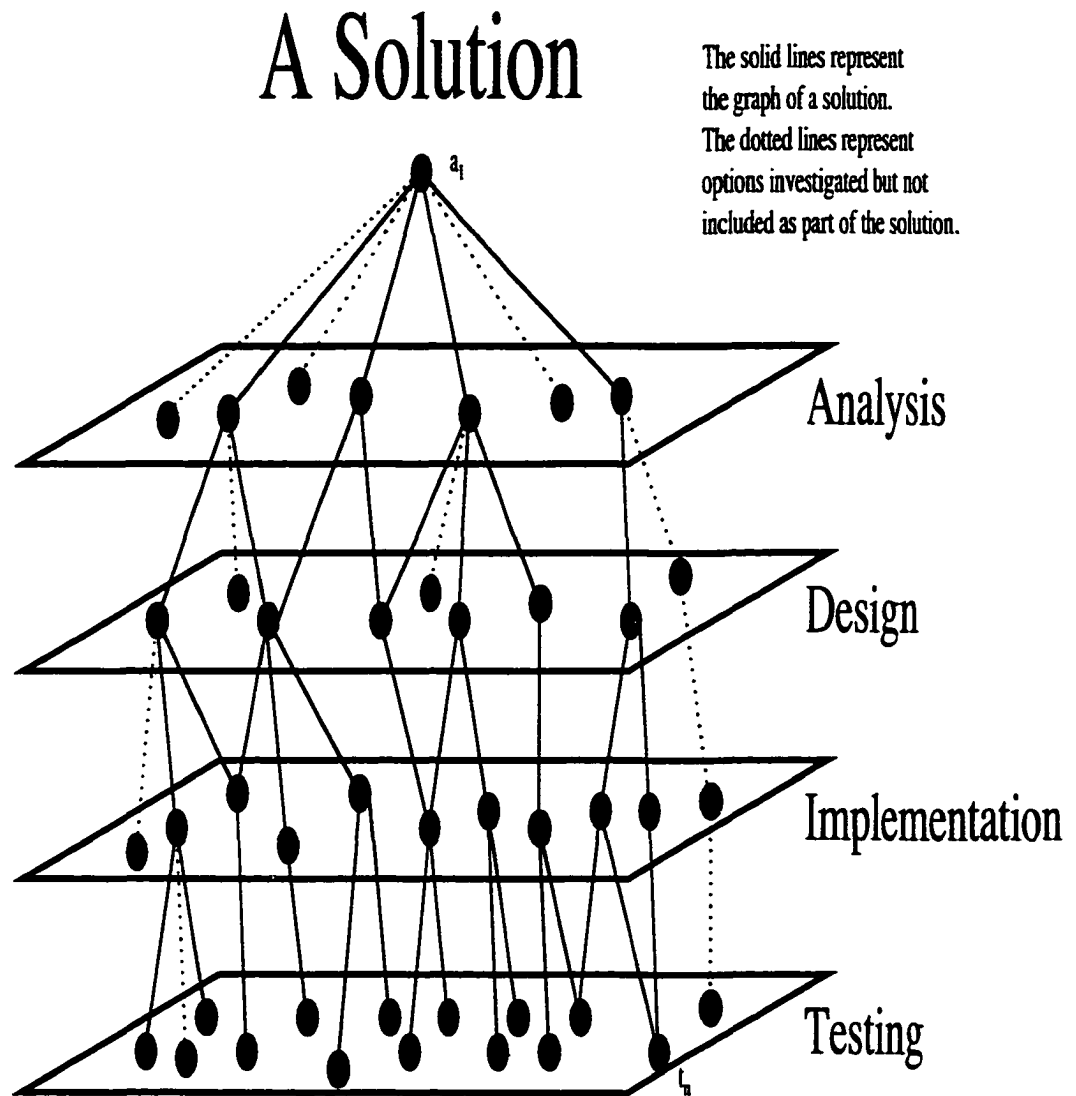 A Solution
The solid lines represent
the graph of a solution.
The dotted lines represent
options investigated but not
included as part of the solution.
a₁
Analysis
Design
Implementation
Testing
tₙ